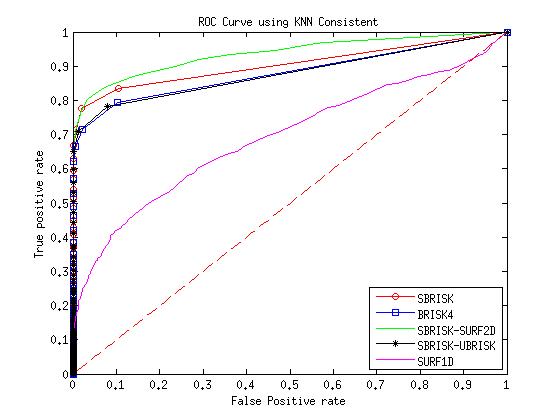 ROC Curve using KNN Consistent
1
0.9
0.8
0.7
0.6
0.5
0.4
0.3
0.2
0.1
0
True positive rate
0 0.1 0.2 0.3 0.4 0.5 0.6 0.7 0.8 0.9 1
False Positive rate
SBRISK
BRISK4
SBRISK-SURF2D
SBRISK-UBRISK
SURF1D